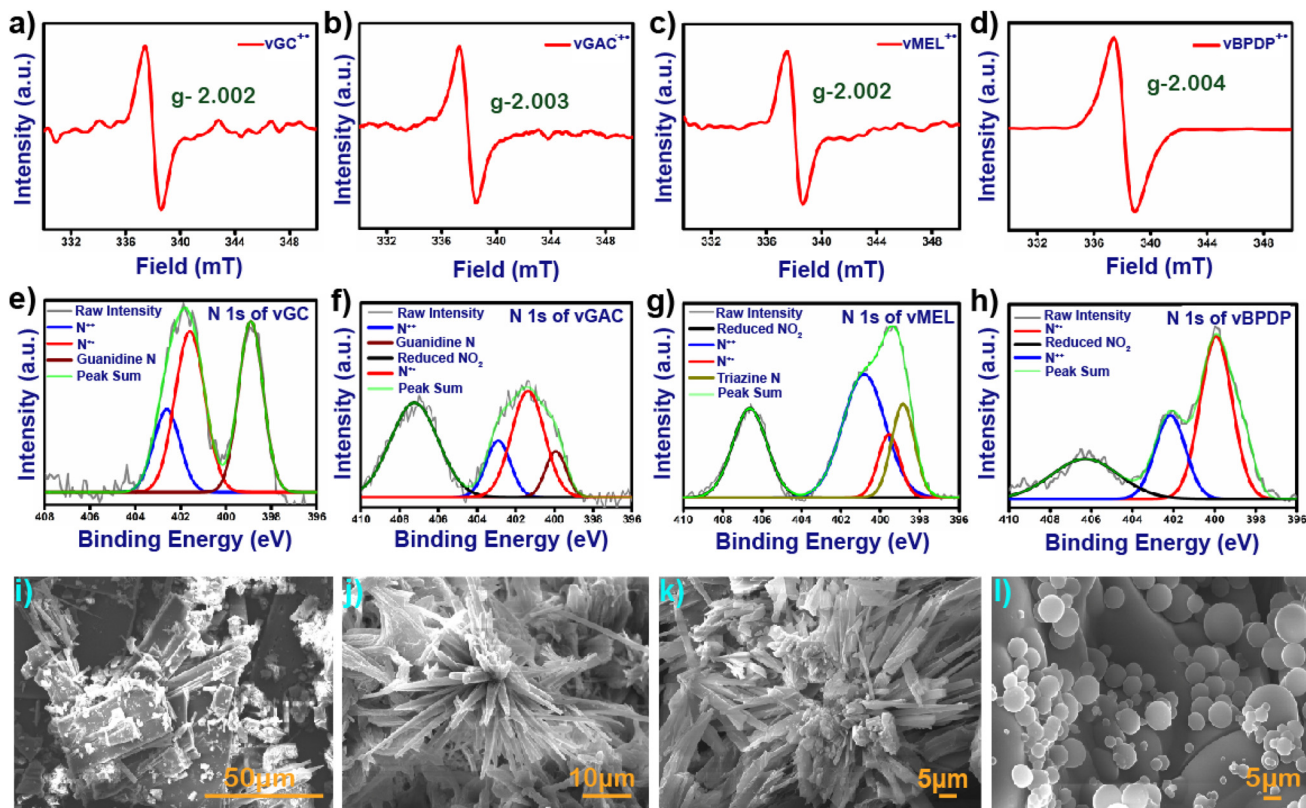 a)
vGC+•
g- 2.002
Intensity (a.u.)
332 336 340 344 348
Field (mT)
b)
vGAC+•
g-2.003
Intensity (a.u.)
332 336 340 344 348
Field (mT)
c)
vMEL+•
g-2.002
Intensity (a.u.)
332 336 340 344 348
Field (mT)
d)
vBPDP+•
g-2.004
Intensity (a.u.)
332 336 340 344 348
Field (mT)
e)
N 1s of vGC
Raw Intensity
N++
N+•
Guanidine N
Peak Sum
Intensity (a.u.)
408 406 404 402 400 398 396
Binding Energy (eV)
f)
N 1s of vGAC
Raw Intensity
N++
Guanidine N
Reduced NO2
N+•
Peak Sum
Intensity (a.u.)
410 408 406 404 402 400 398 396
Binding Energy (eV)
g)
N 1s of vMEL
Raw Intensity
Reduced NO2
N++
N+•
Triazine N
Peak Sum
Intensity (a.u.)
410 408 406 404 402 400 398 396
Binding Energy (eV)
h)
N 1s of vBPDP
Raw Intensity
N+•
Reduced NO2
N++
Peak Sum
Intensity (a.u.)
410 408 406 404 402 400 398 396
Binding Energy (eV)
i)
50μm
j)
10μm
k)
5μm
l)
5μm